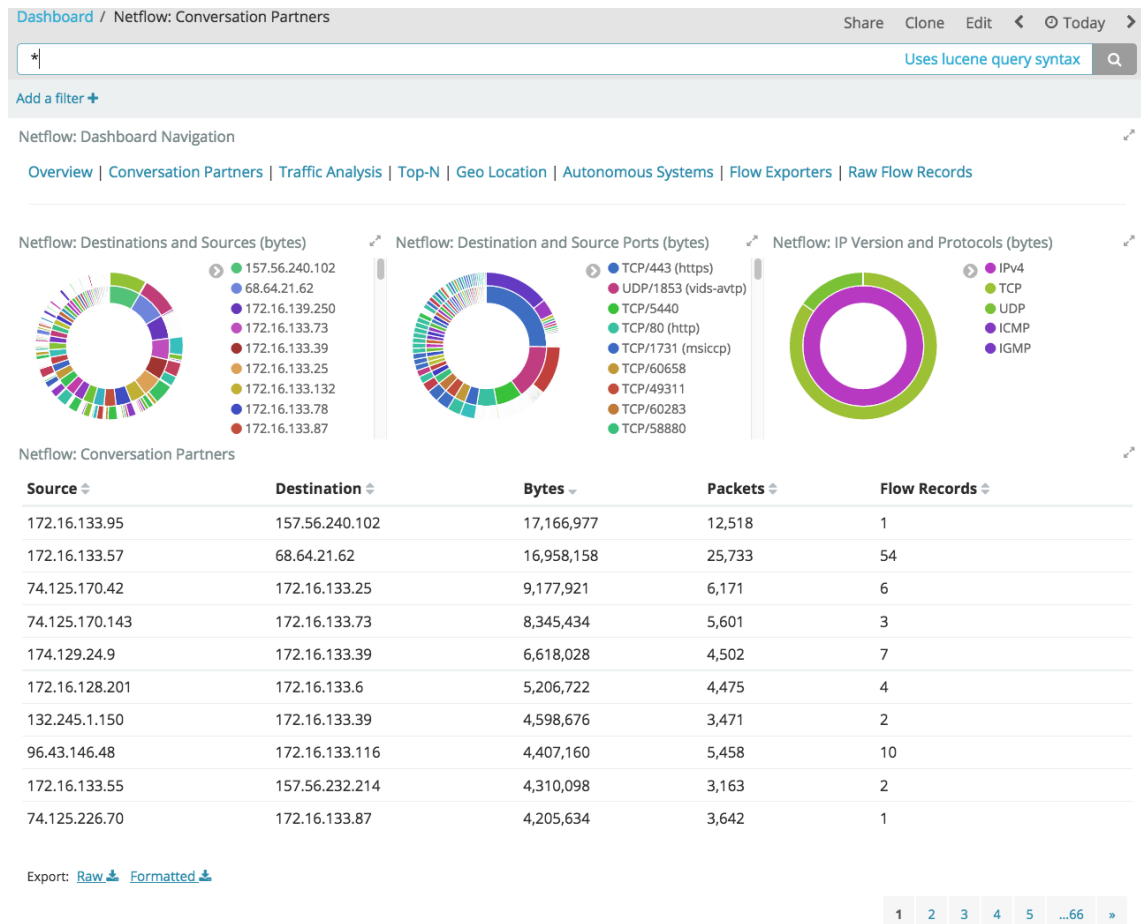 Dashboard / Netflow: Conversation Partners
Share Clone Edit Today
*
Uses lucene query syntax
Add a filter +
Netflow: Dashboard Navigation
Overview | Conversation Partners | Traffic Analysis | Top-N | Geo Location | Autonomous Systems | Flow Exporters | Raw Flow Records
Netflow: Destinations and Sources (bytes)
157.56.240.102
68.64.21.62
172.16.139.250
172.16.133.73
172.16.133.39
172.16.133.25
172.16.133.132
172.16.133.78
172.16.133.87
Netflow: Destination and Source Ports (bytes)
TCP/443 (https)
UDP/1853 (vids-avtp)
TCP/5440
TCP/80 (http)
TCP/1731 (msiccp)
TCP/60658
TCP/49311
TCP/60283
TCP/58880
Netflow: IP Version and Protocols (bytes)
IPv4
TCP
UDP
ICMP
IGMP
Netflow: Conversation Partners
Source Destination Bytes Packets Flow Records
172.16.133.95 157.56.240.102 17,166,977 12,518 1
172.16.133.57 68.64.21.62 16,958,158 25,733 54
74.125.170.42 172.16.133.25 9,177,921 6,171 6
74.125.170.143 172.16.133.73 8,345,434 5,601 3
174.129.24.9 172.16.133.39 6,618,028 4,502 7
172.16.128.201 172.16.133.6 5,206,722 4,475 4
132.245.1.150 172.16.133.39 4,598,676 3,471 2
96.43.146.48 172.16.133.116 4,407,160 5,458 10
172.16.133.55 157.56.232.214 4,310,098 3,163 2
74.125.226.70 172.16.133.87 4,205,634 3,642 1
Export: Raw Formatted
1 2 3 4 5 ...66 »